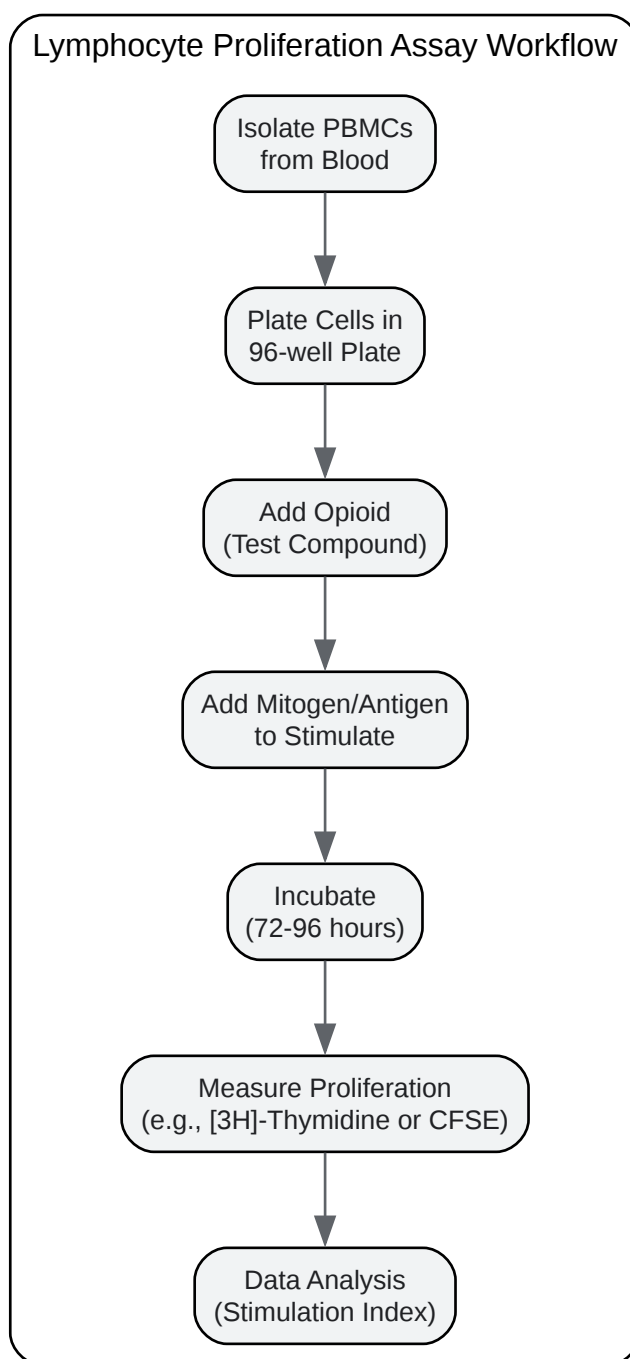 Lymphocyte Proliferation Assay Workflow
Isolate PBMCs
from Blood
Plate Cells in
96-well Plate
Add Opioid
(Test Compound)
Add Mitogen/Antigen
to Stimulate
Incubate
(72-96 hours)
Measure Proliferation
(e.g., [3H]-Thymidine or CFSE)
Data Analysis
(Stimulation Index)